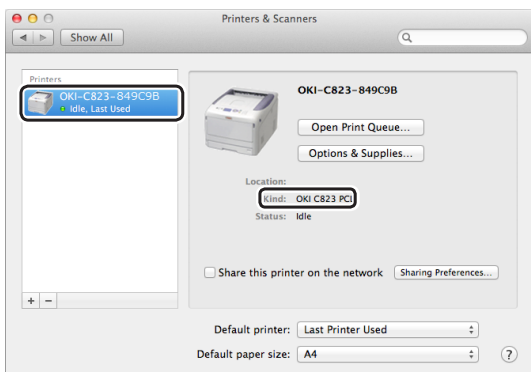 Printers & Scanners
Show All
Printers
OKI-C823-849C9B
Idle, Last Used
OKI-C823-849C9B
Open Print Queue...
Options & Supplies...
Location:
Kind: OKI C823 PCL
Status: Idle
Share this printer on the network Sharing Preferences...
+ −
Default printer: Last Printer Used
Default paper size: A4 ?